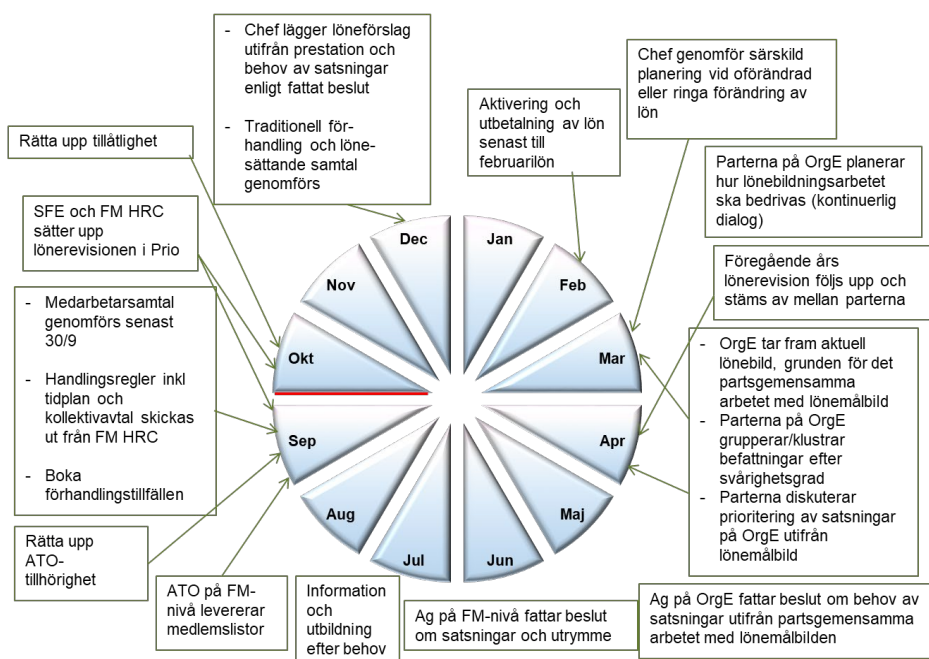 - Chef lägger löneförslag
utifrån prestation och
behov av satsningar
enligt fattat beslut
- Traditionell för-
handling och löne-
sättande samtal
genomförs
Chef genomför särskild
planering vid oförändrad
eller ringa förändring av
lön
Aktivering och
utbetalning av lön
senast till
februarilön
Rätta upp tillåtlighet
Parterna på OrgE planerar
hur lönebildningsarbetet
ska bedrivas (kontinuerlig
dialog)
SFE och FM HRC
sätter upp
lönerevisionen i Prio
Föregående års
lönerevision följs upp och
stäms av mellan parterna
- Medarbetarsamtal
genomförs senast
30/9
- Handlingsregler inkl
tidplan och
kollektivavtal skickas
ut från FM HRC
- Boka
förhandlingstillfällen
- OrgE tar fram aktuell
lönebild, grunden för det
partsgemensamma
arbetet med lönemålbild
- Parterna på OrgE
grupperar/klustrar
befattningar efter
svårighetsgrad
- Parterna diskuterar
prioritering av satsningar
på OrgE utifrån
lönemålbild
Dec
Jan
Nov
Feb
Okt
Mar
Sep
Apr
Aug
Maj
Jul
Jun
Rätta upp
ATO-
tillhörighet
ATO på FM-
nivå levererar
medlemslistor
Information
och
utbildning
efter behov
Ag på FM-nivå fattar beslut
om satsningar och utrymme
Ag på OrgE fattar beslut om behov av
satsningar utifrån partsgemensamma
arbetet med lönemålbilden